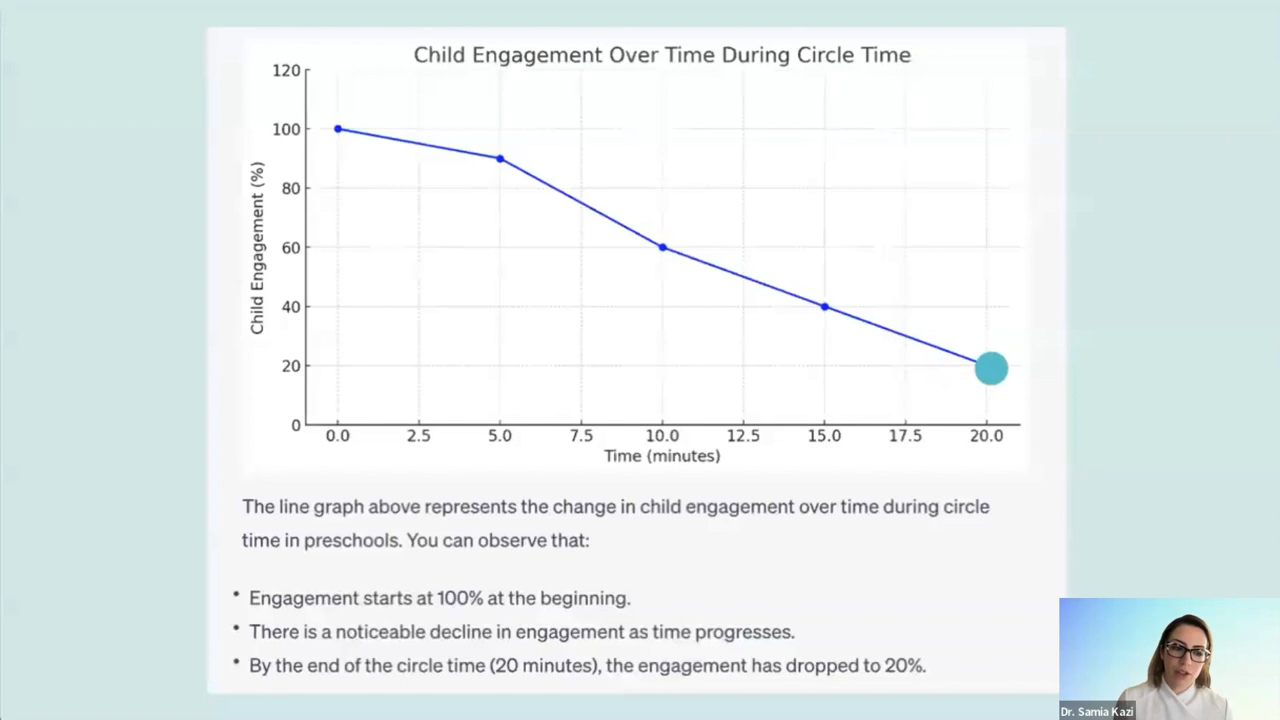 Child Engagement Over Time During Circle Time
120
100
80
60
40
20
0
Child Engagement (%)
0.0 2.5 5.0 7.5 10.0 12.5 15.0 17.5 20.0
Time (minutes)
The line graph above represents the change in child engagement over time during circle
time in preschools. You can observe that:
• Engagement starts at 100% at the beginning.
• There is a noticeable decline in engagement as time progresses.
• By the end of the circle time (20 minutes), the engagement has dropped to 20%.
Dr. Samia Kazi